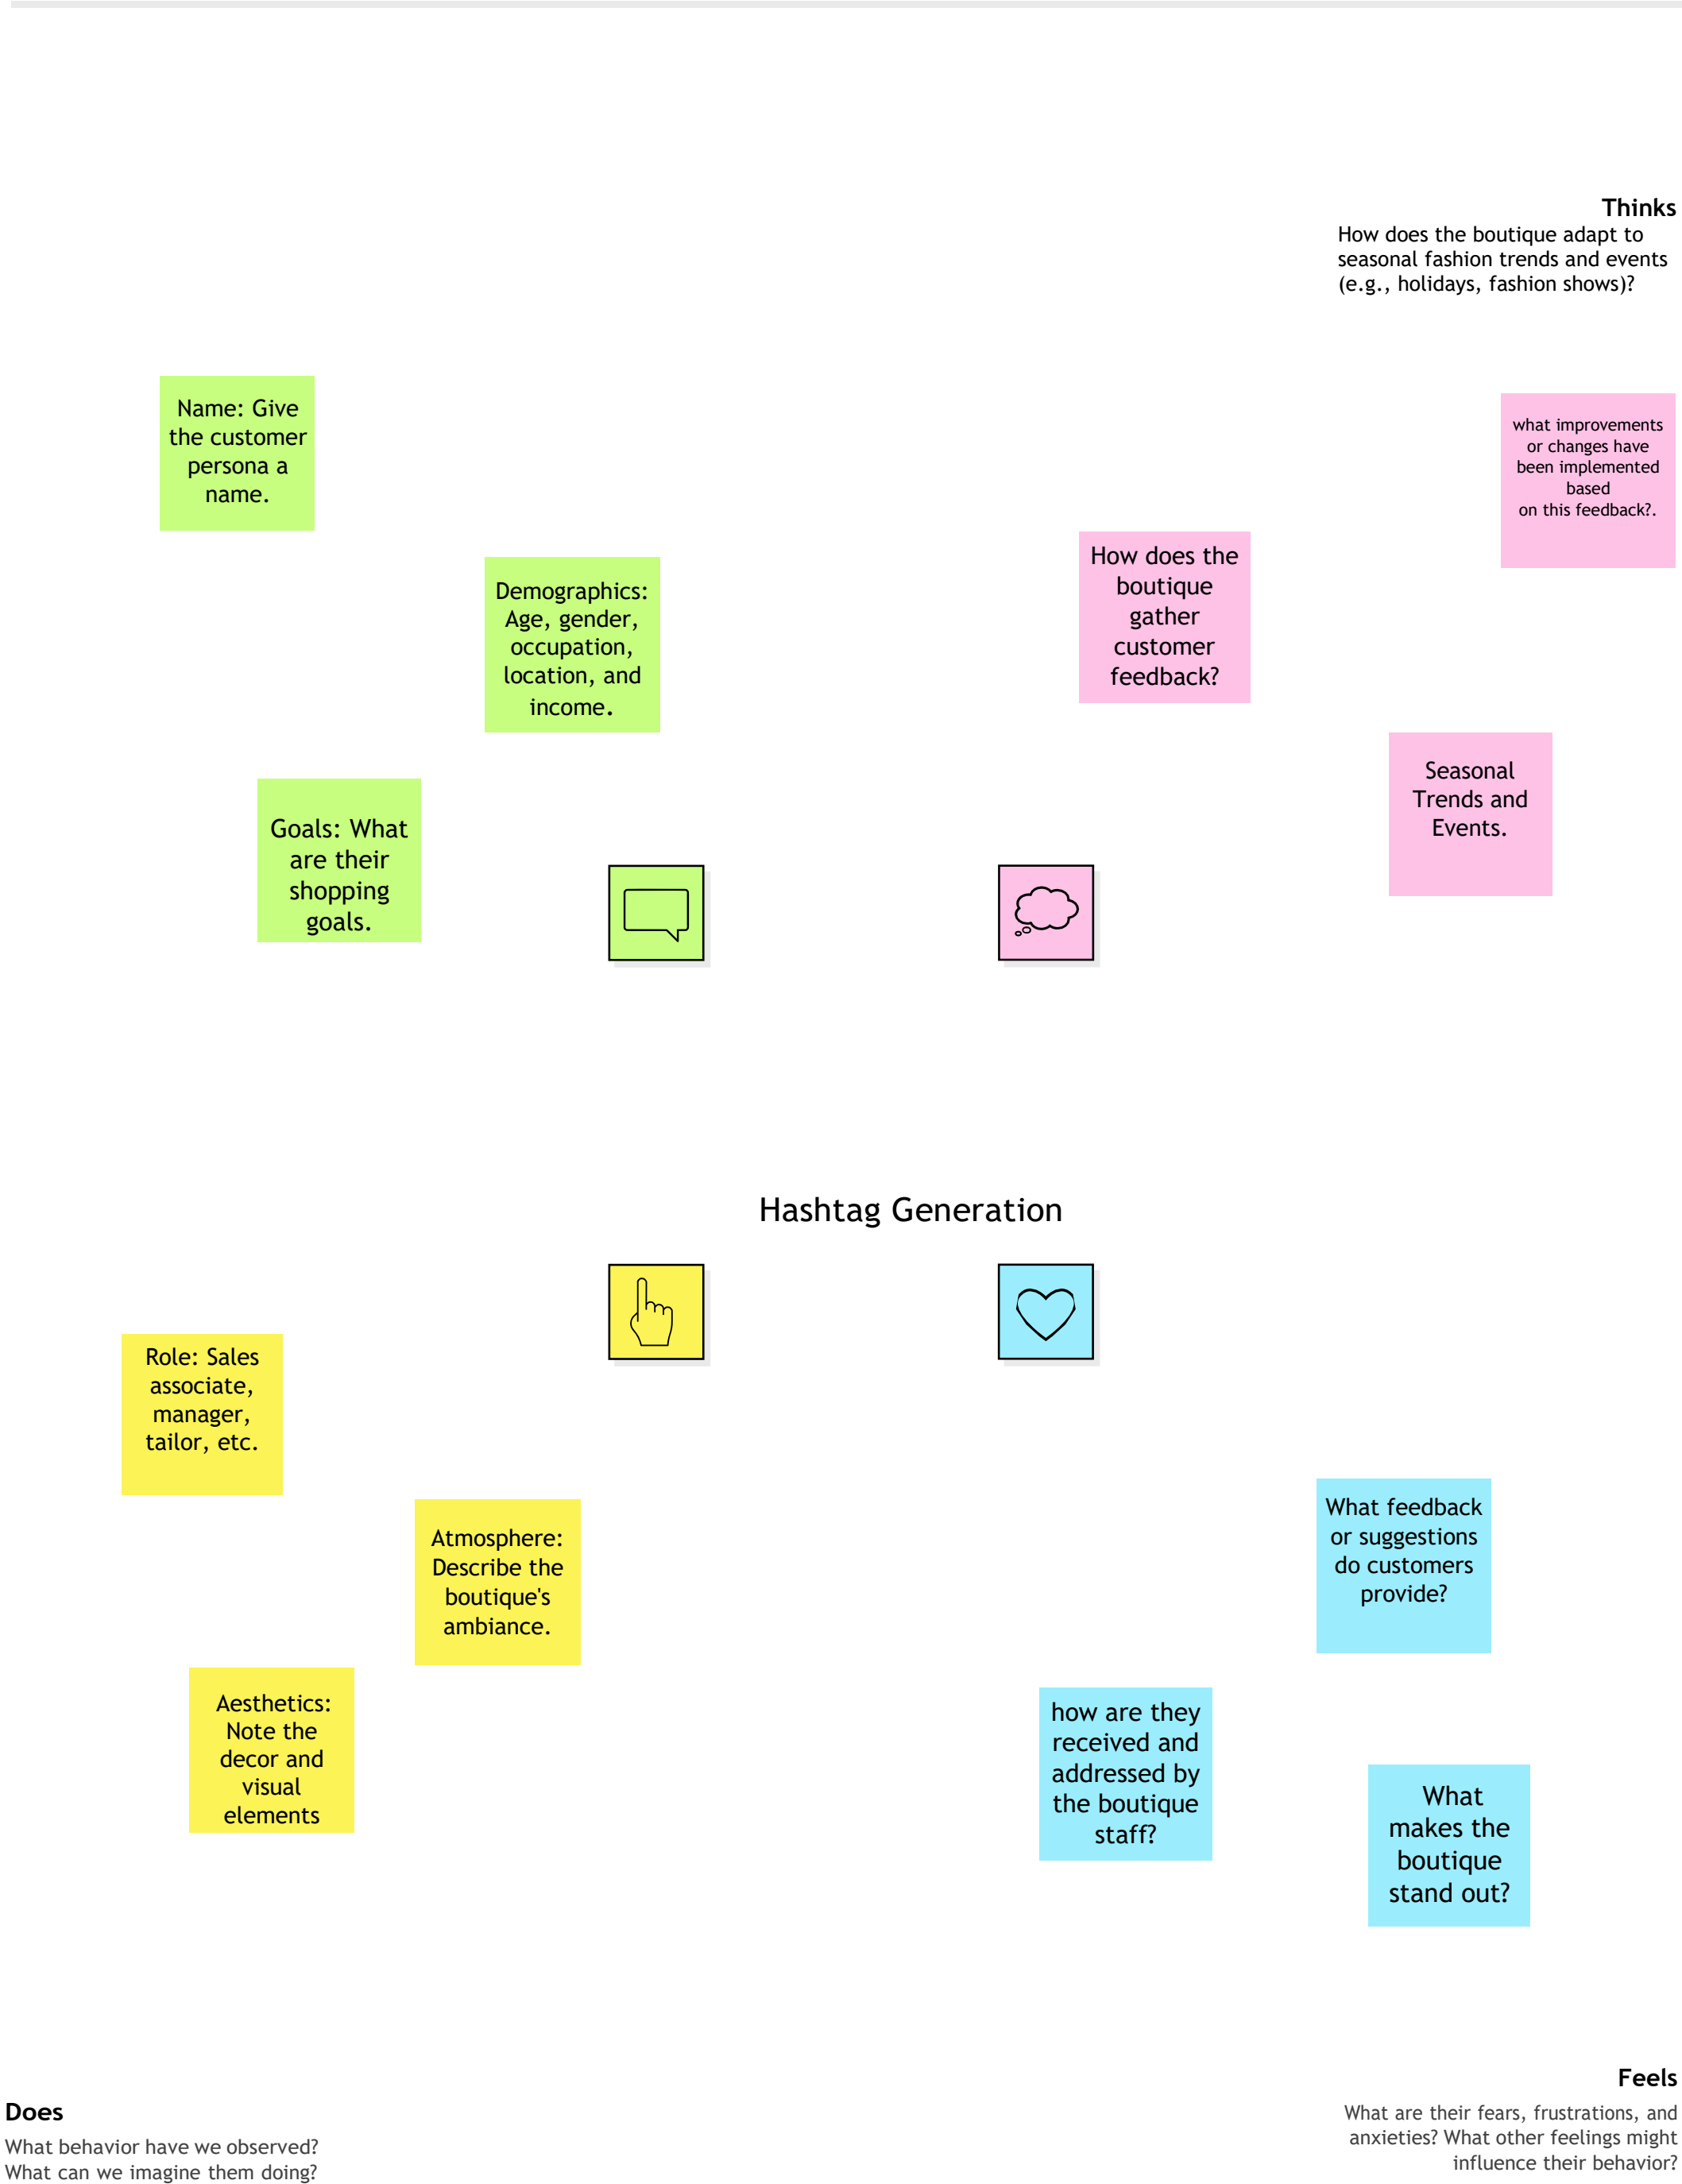 Thinks
How does the boutique adapt to
seasonal fashion trends and events
(e.g., holidays, fashion shows)?
Name: Give
the customer
persona a
name.
what improvements
or changes have
been implemented
based
on this feedback?.
Demographics:
Age, gender,
occupation,
location, and
income.
How does the
boutique
gather
customer
feedback?
Goals: What
are their
shopping
goals.
Seasonal
Trends and
Events.
Hashtag Generation
Role: Sales
associate,
manager,
tailor, etc.
Atmosphere:
Describe the
boutique's
ambiance.
Aesthetics:
Note the
decor and
visual
elements
What feedback
or suggestions
do customers
provide?
how are they
received and
addressed by
the boutique
staff?
What
makes the
boutique
stand out?
Does
What behavior have we observed?
What can we imagine them doing?
Feels
What are their fears, frustrations, and
anxieties? What other feelings might
influence their behavior?